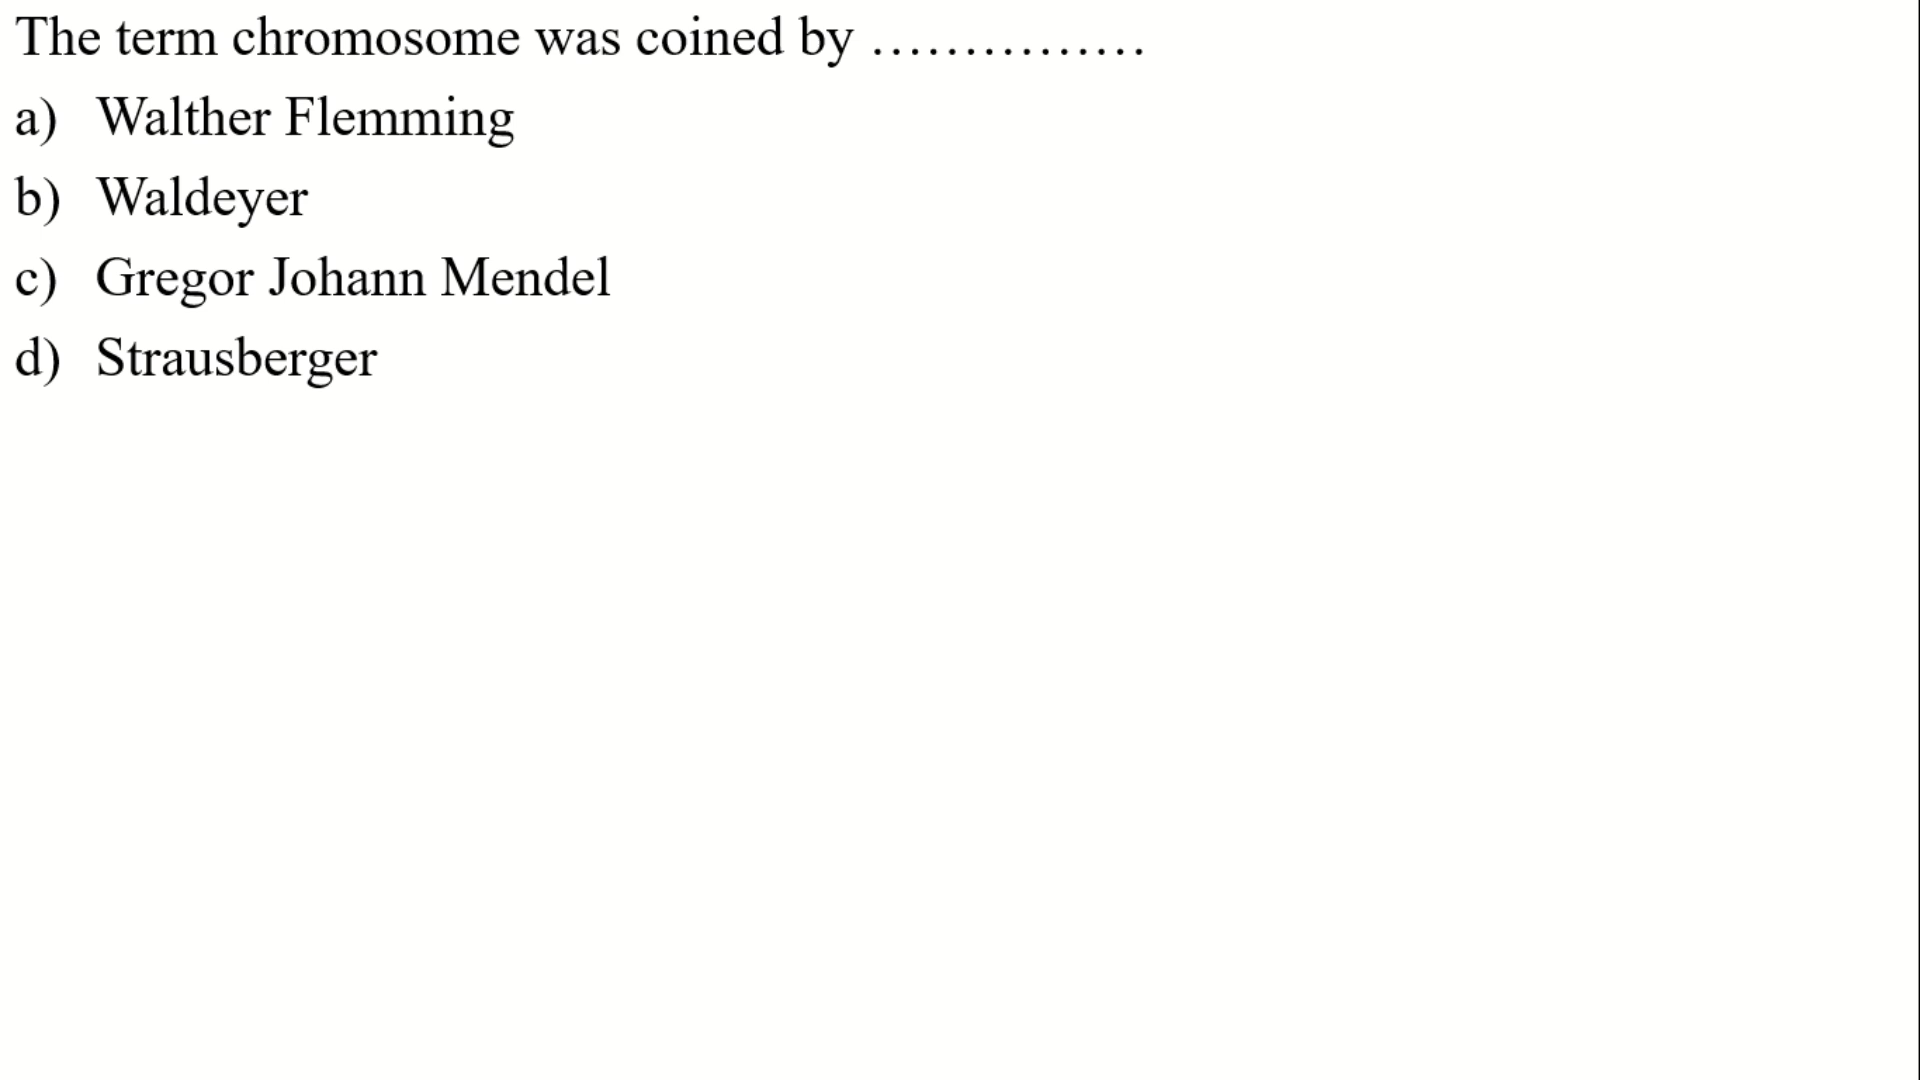 The term chromosome was coined by ……………
a) Walther Flemming
b) Waldeyer
c) Gregor Johann Mendel
d) Strausberger